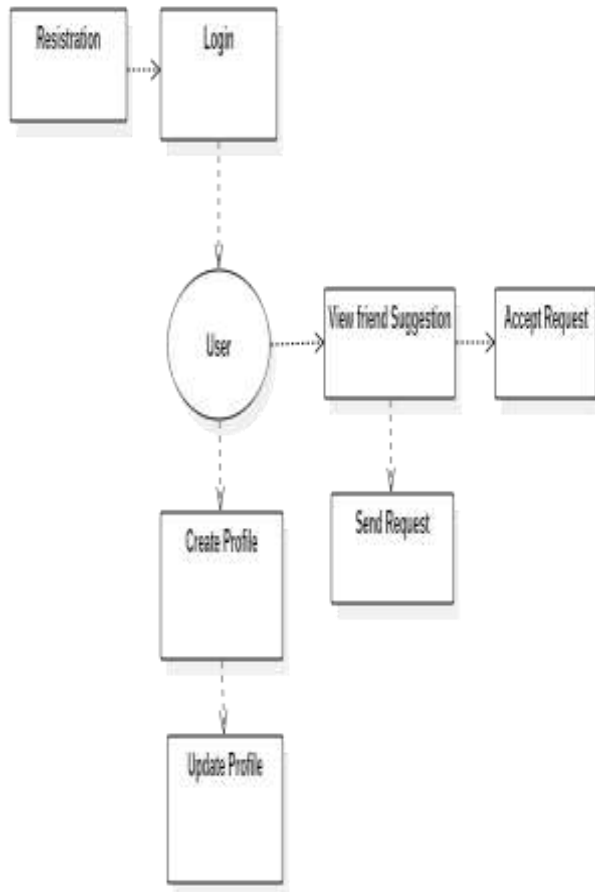 Resistration
Login
User
View friend Suggestion
Accept Request
Send Request
Create Profile
Update Profile